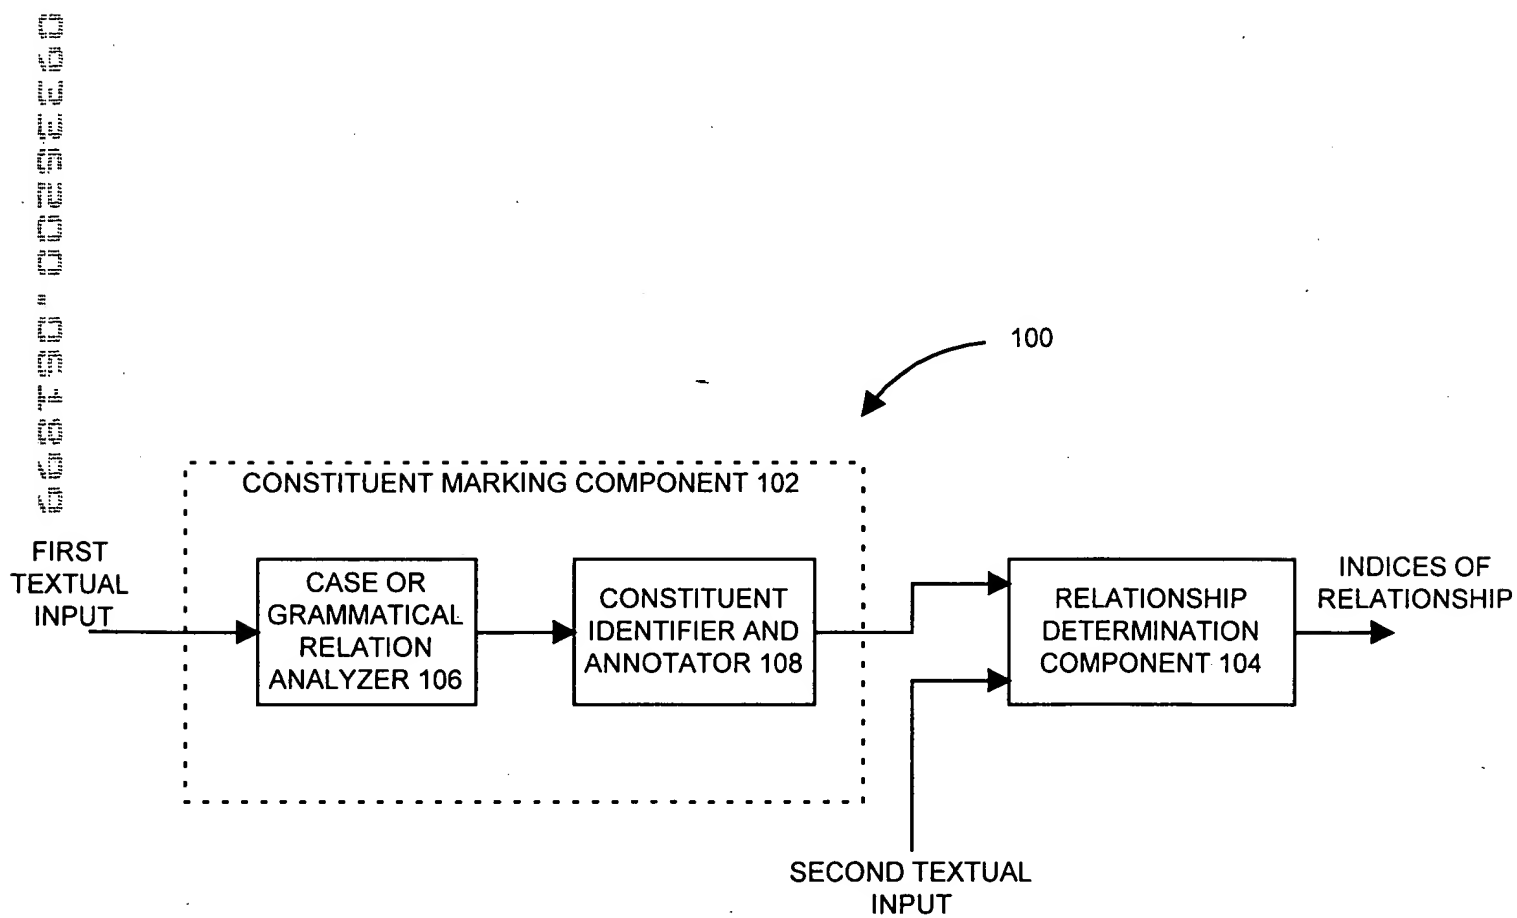 100
CONSTITUENT MARKING COMPONENT 102
FIRST
TEXTUAL
INPUT
CASE OR
GRAMMATICAL
RELATION
ANALYZER 106
CONSTITUENT
IDENTIFIER AND
ANNOTATOR 108
RELATIONSHIP
DETERMINATION
COMPONENT 104
INDICES OF
RELATIONSHIP
SECOND TEXTUAL
INPUT